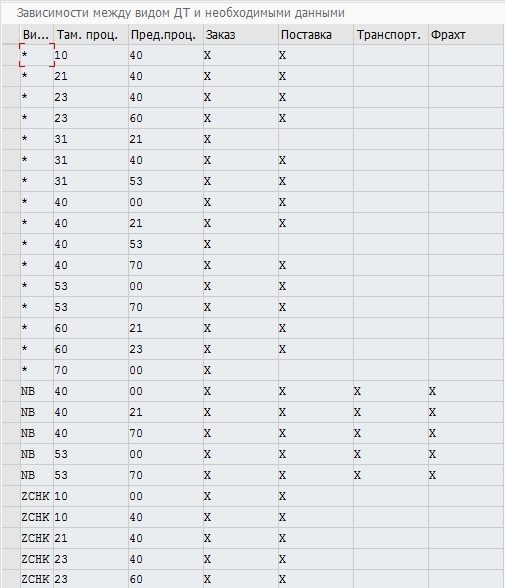 Зависимости между видом ДТ и необходимыми данными
Ви... Там. проц. Пред.проц. Заказ Поставка Транспорт. Фрахт
* 10 40 X X
* 21 40 X X
* 23 40 X X
* 23 60 X X
* 31 21 X
* 31 40 X X
* 31 53 X X
* 40 00 X X
* 40 21 X X
* 40 53 X
* 40 70 X X
* 53 00 X X
* 53 70 X X
* 60 21 X X
* 60 23 X X
* 70 00 X
NB 40 00 X X X X
NB 40 21 X X X X
NB 40 70 X X X X
NB 53 00 X X X X
NB 53 70 X X X X
ZCHK 10 00 X X
ZCHK 10 40 X X
ZCHK 21 40 X X
ZCHK 23 40 X X
ZCHK 23 60 X X